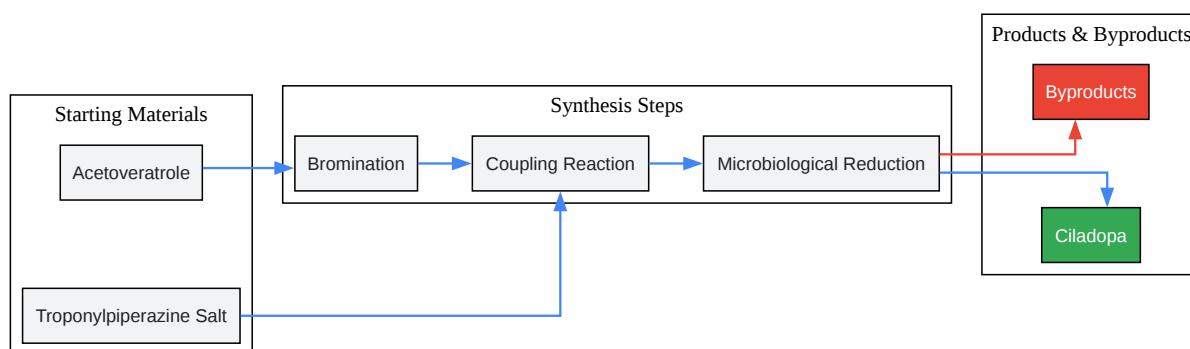 Starting Materials
Acetoveratrole
Troponylpiperazine Salt
Synthesis Steps
Bromination
Coupling Reaction
Microbiological Reduction
Products & Byproducts
Byproducts
Ciladopa